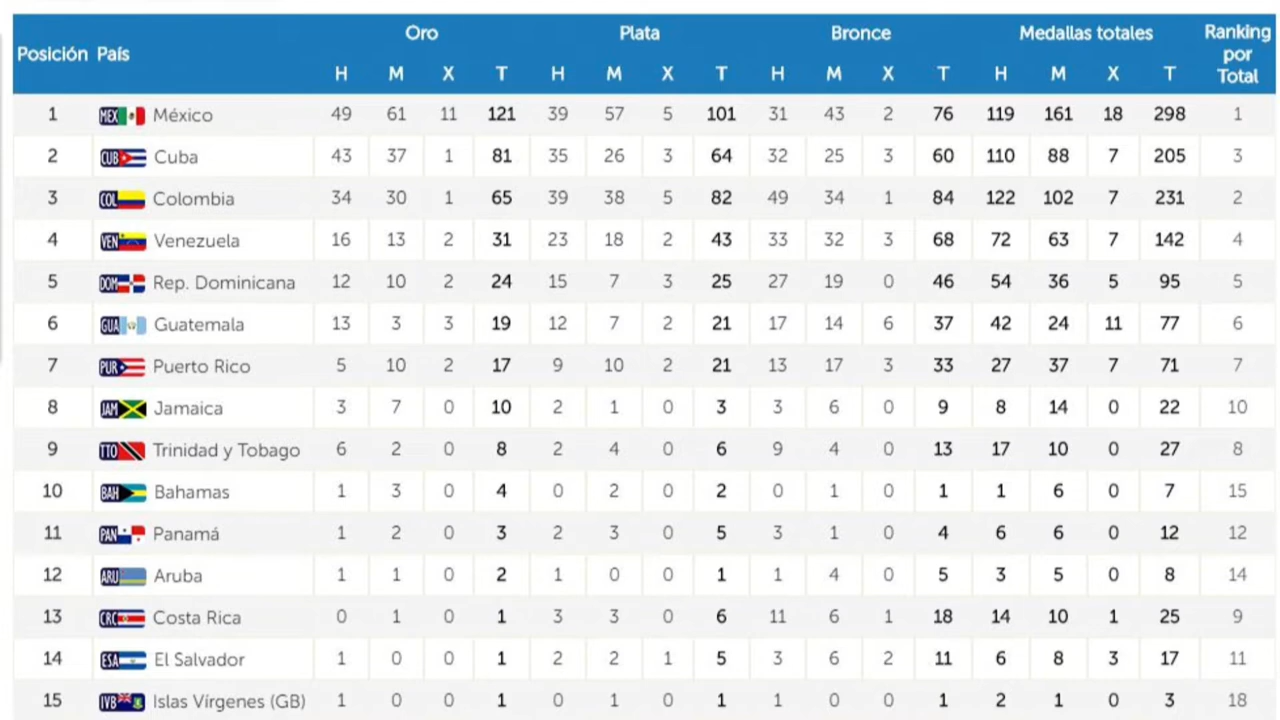 Oro Plata Bronce Medallas totales Ranking por Total
Posición País
H M X T H M X T H M X T H M X T
1 MEX México 49 61 11 121 39 57 5 101 31 43 2 76 119 161 18 298 1
2 CUB Cuba 43 37 1 81 35 26 3 64 32 25 3 60 110 88 7 205 3
3 COL Colombia 34 30 1 65 39 38 5 82 49 34 1 84 122 102 7 231 2
4 VEN Venezuela 16 13 2 31 23 18 2 43 33 32 3 68 72 63 7 142 4
5 DOM Rep. Dominicana 12 10 2 24 15 7 3 25 27 19 0 46 54 36 5 95 5
6 GUA Guatemala 13 3 3 19 12 7 2 21 17 14 6 37 42 24 11 77 6
7 PUR Puerto Rico 5 10 2 17 9 10 2 21 13 17 3 33 27 37 7 71 7
8 JAM Jamaica 3 7 0 10 2 1 0 3 3 6 0 9 8 14 0 22 10
9 TTO Trinidad y Tobago 6 2 0 8 2 4 0 6 9 4 0 13 17 10 0 27 8
10 BAH Bahamas 1 3 0 4 0 2 0 2 0 1 0 1 1 6 0 7 15
11 PAN Panamá 1 2 0 3 2 3 0 5 3 1 0 4 6 6 0 12 12
12 ARU Aruba 1 1 0 2 1 0 0 1 1 4 0 5 3 5 0 8 14
13 CRC Costa Rica 0 1 0 1 3 3 0 6 11 6 1 18 14 10 1 25 9
14 ESA El Salvador 1 0 0 1 2 2 1 5 3 6 2 11 6 8 3 17 11
15 IVB Islas Vírgenes (GB) 1 0 0 1 0 1 0 1 1 0 0 1 2 1 0 3 18